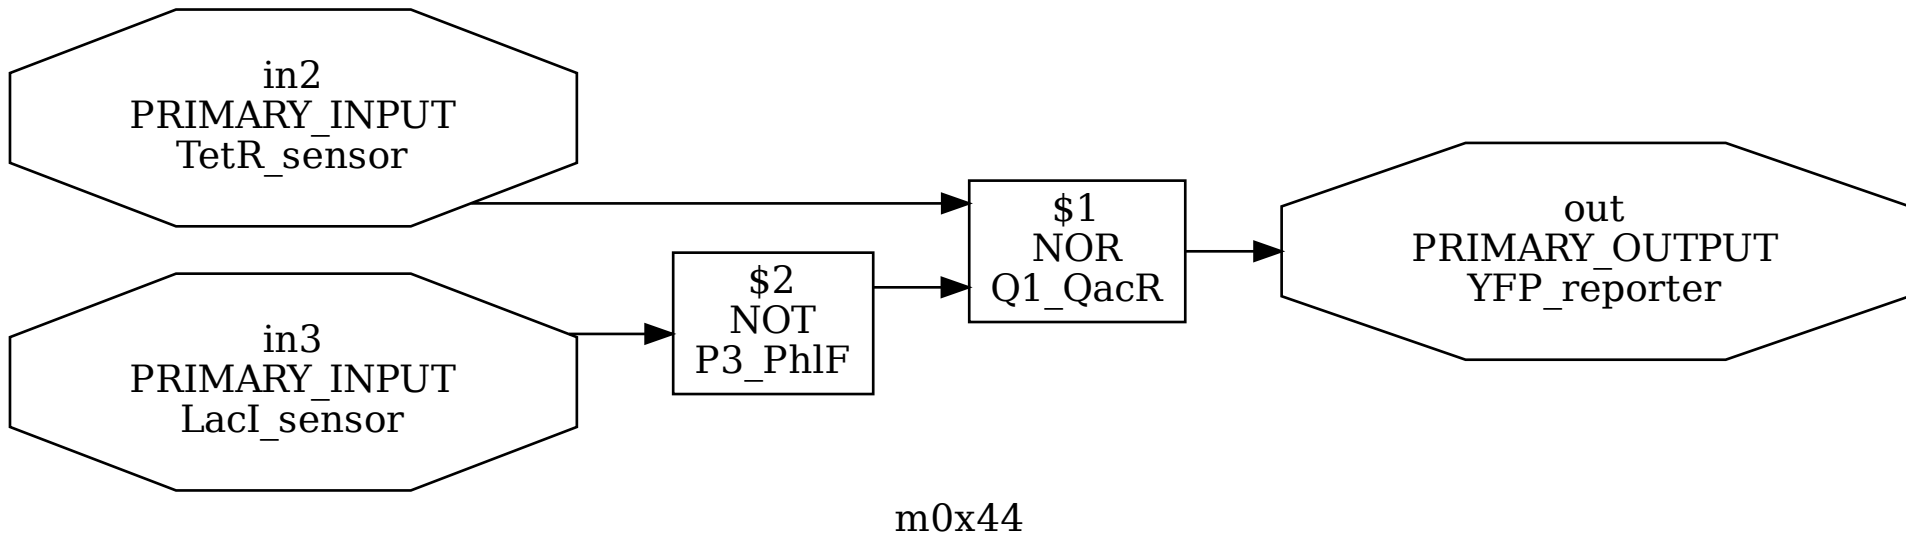 in2
PRIMARY_INPUT
TetR_sensor
in3
PRIMARY_INPUT
LacI_sensor
$2
NOT
P3_PhlF
$1
NOR
Q1_QacR
out
PRIMARY_OUTPUT
YFP_reporter
m0x44